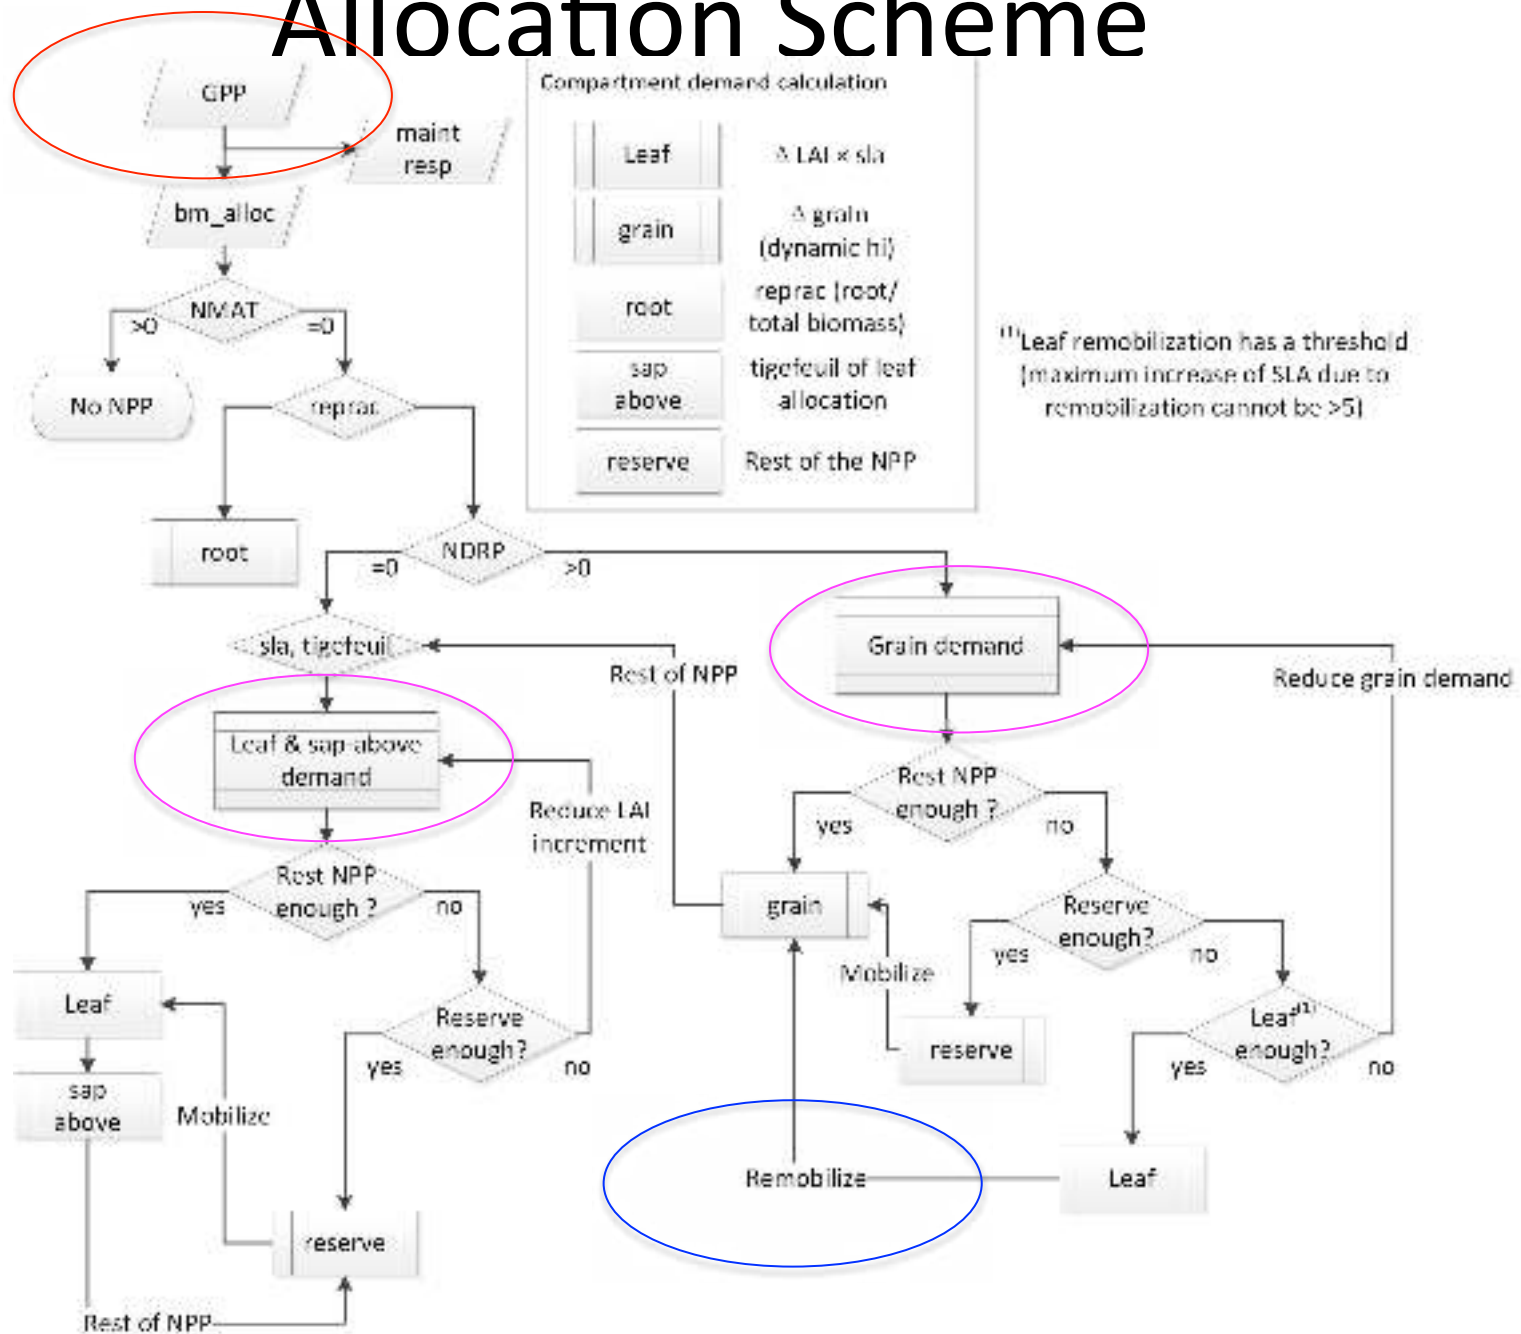 Allocation Scheme
GPP
maint
resp
bm_alloc
NMAT
>0
=0
No NPP
reprac
root
NDRP
=0
>0
Compartment demand calculation
Leaf
Δ LAI × sla
grain
Δ grain
(dynamic hi)
root
reprac (root/
total biomass)
sap
above
tigefeuil of leaf
allocation
reserve
Rest of the NPP
(1)Leaf remobilization has a threshold
(maximum increase of SLA due to
remobilization cannot be >5)
sla, tigefeuil
Rest of NPP
Leaf & sap-above
demand
Reduce LAI
increment
Rest NPP
enough ?
yes
no
Leaf
sap
above
Mobilize
Reserve
enough?
yes
no
reserve
Rest of NPP
Grain demand
Reduce grain demand
Rest NPP
enough ?
yes
no
grain
Mobilize
Reserve
enough?
yes
no
reserve
Leaf(1)
enough?
yes
no
Remobilize
Leaf